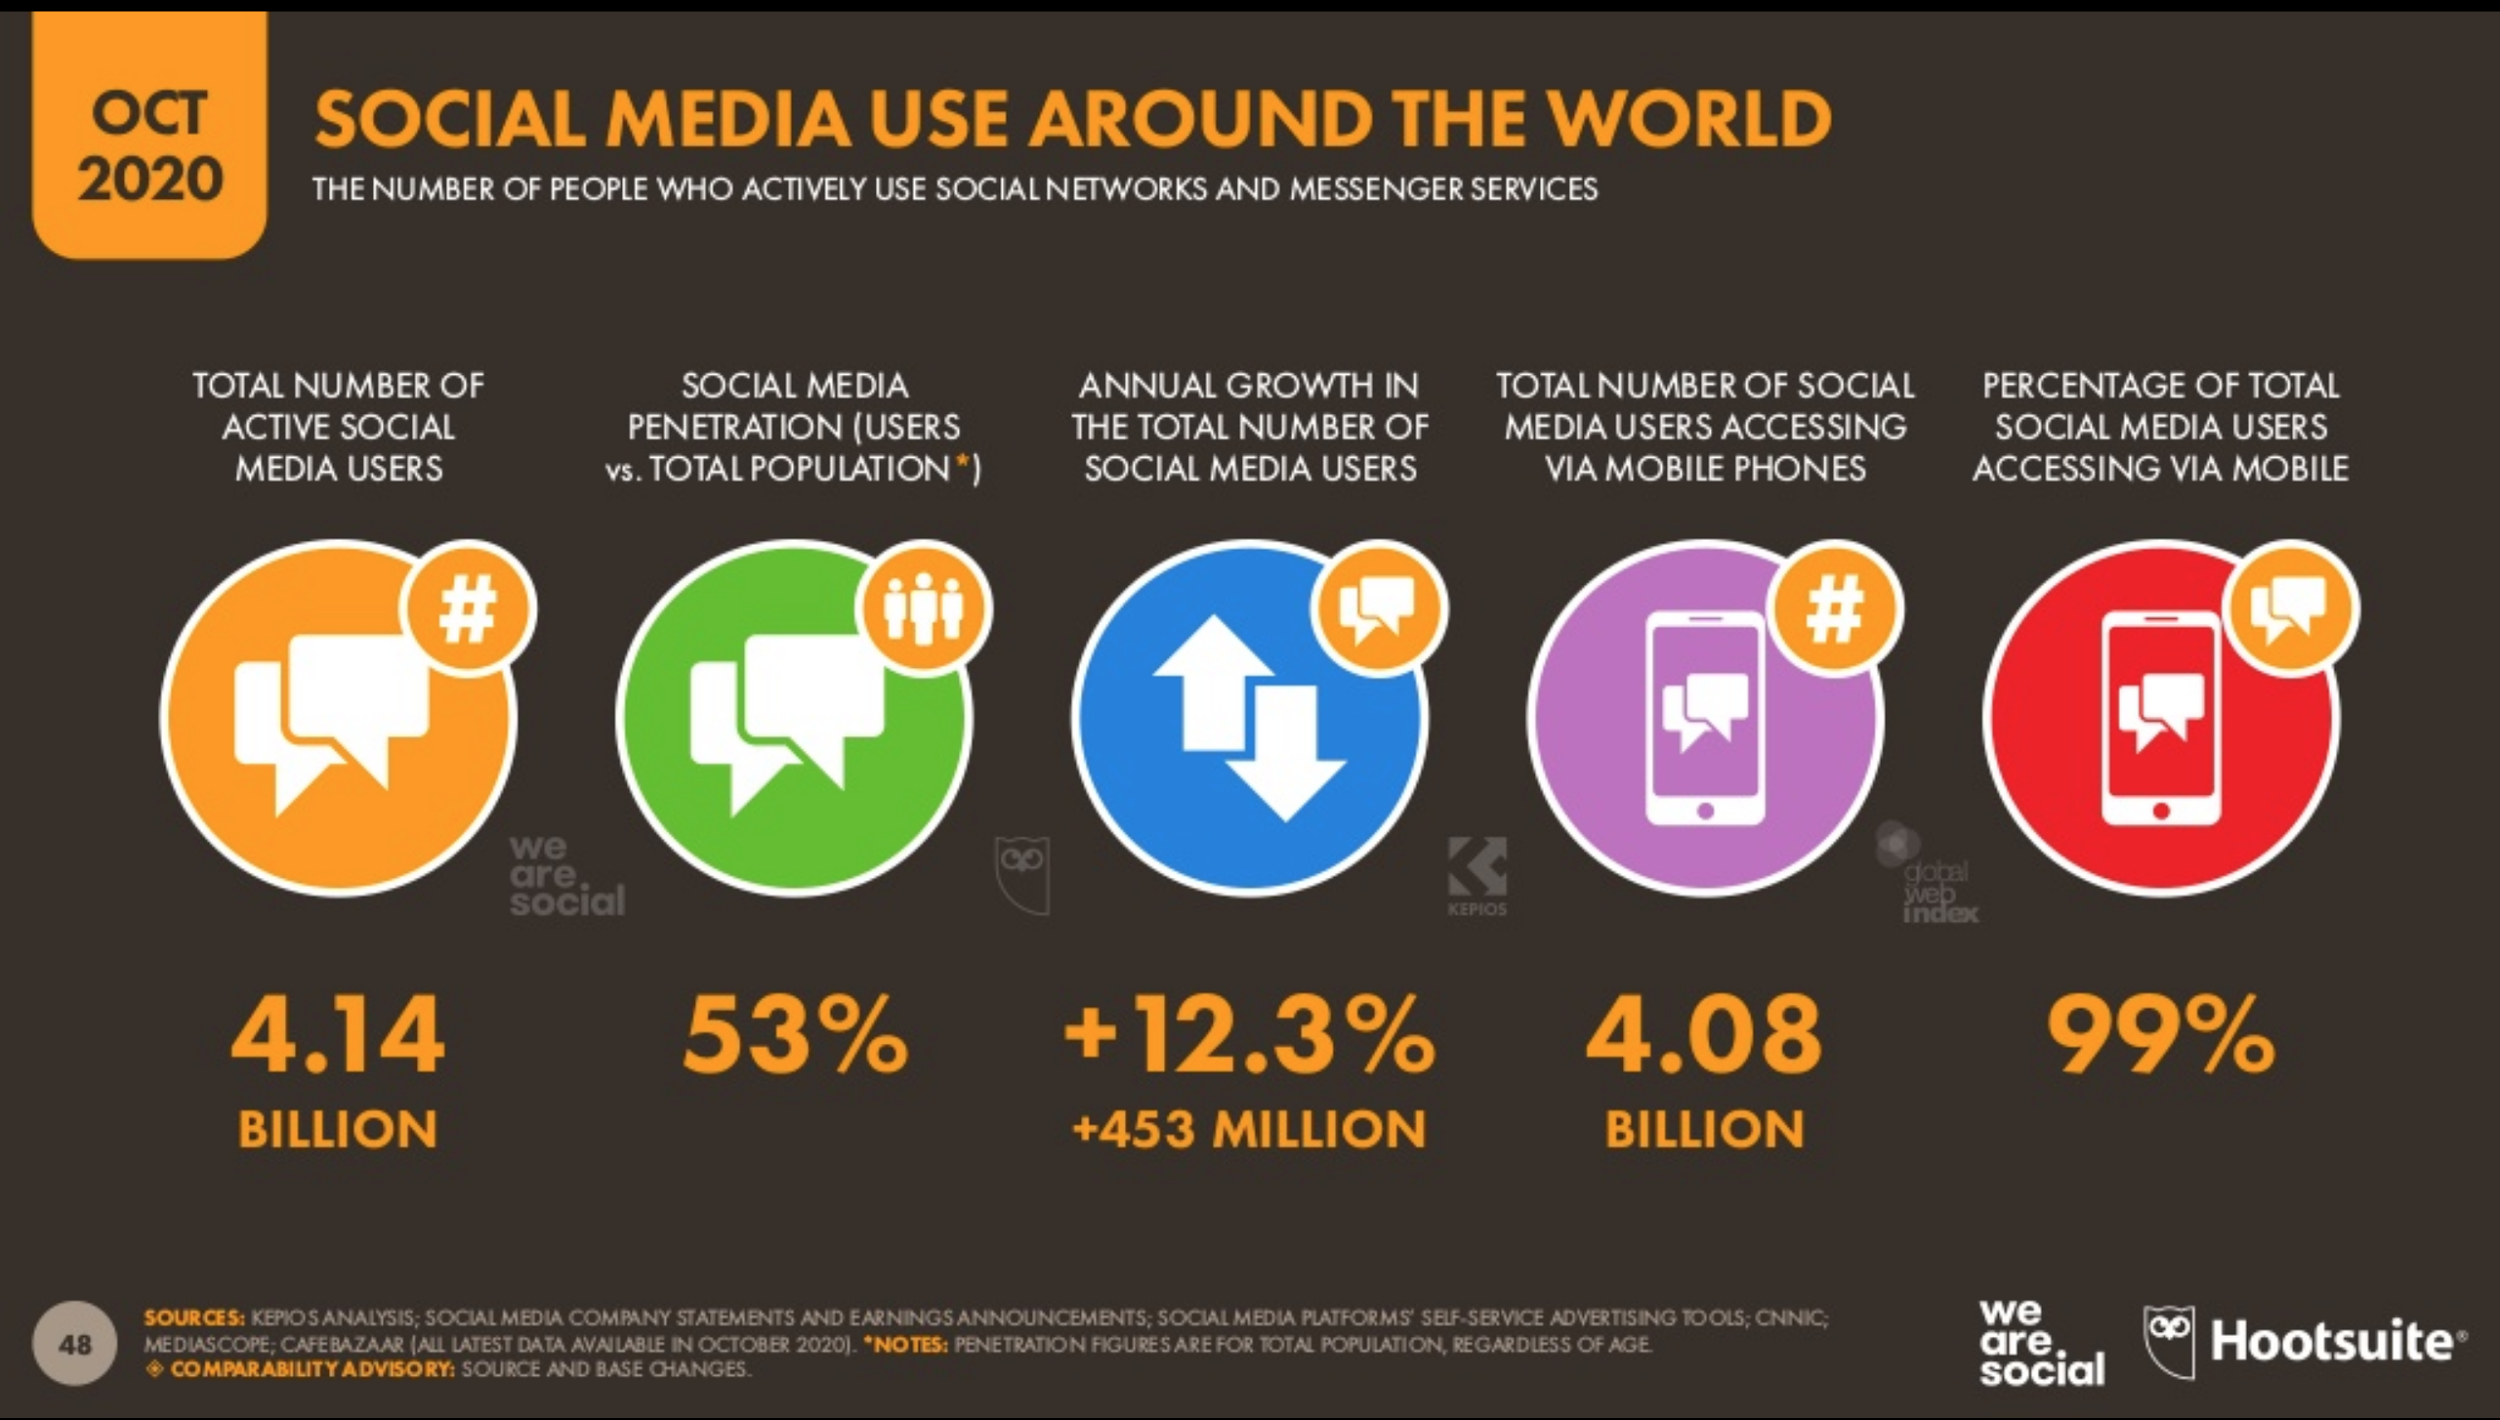 OCT
2020
SOCIAL MEDIA USE AROUND THE WORLD
THE NUMBER OF PEOPLE WHO ACTIVELY USE SOCIAL NETWORKS AND MESSENGER SERVICES
TOTAL NUMBER OF
ACTIVE SOCIAL
MEDIA USERS
4.14
BILLION
SOCIAL MEDIA
PENETRATION (USERS
vs. TOTAL POPULATION*)
53%
ANNUAL GROWTH IN
THE TOTAL NUMBER OF
SOCIAL MEDIA USERS
+12.3%
+453 MILLION
TOTAL NUMBER OF SOCIAL
MEDIA USERS ACCESSING
VIA MOBILE PHONES
4.08
BILLION
PERCENTAGE OF TOTAL
SOCIAL MEDIA USERS
ACCESSING VIA MOBILE
99%
#
#
we
are
social
KEPIOS
global
web
index
48
SOURCES: KEPIOS ANALYSIS; SOCIAL MEDIA COMPANY STATEMENTS AND EARNINGS ANNOUNCEMENTS; SOCIAL MEDIA PLATFORMS' SELF-SERVICE ADVERTISING TOOLS; CNNIC;
MEDIASCOPE; CAFEBAZAAR (ALL LATEST DATA AVAILABLE IN OCTOBER 2020). *NOTES: PENETRATION FIGURES ARE FOR TOTAL POPULATION, REGARDLESS OF AGE.
COMPARABILITY ADVISORY: SOURCE AND BASE CHANGES.
we
are
social
Hootsuite®